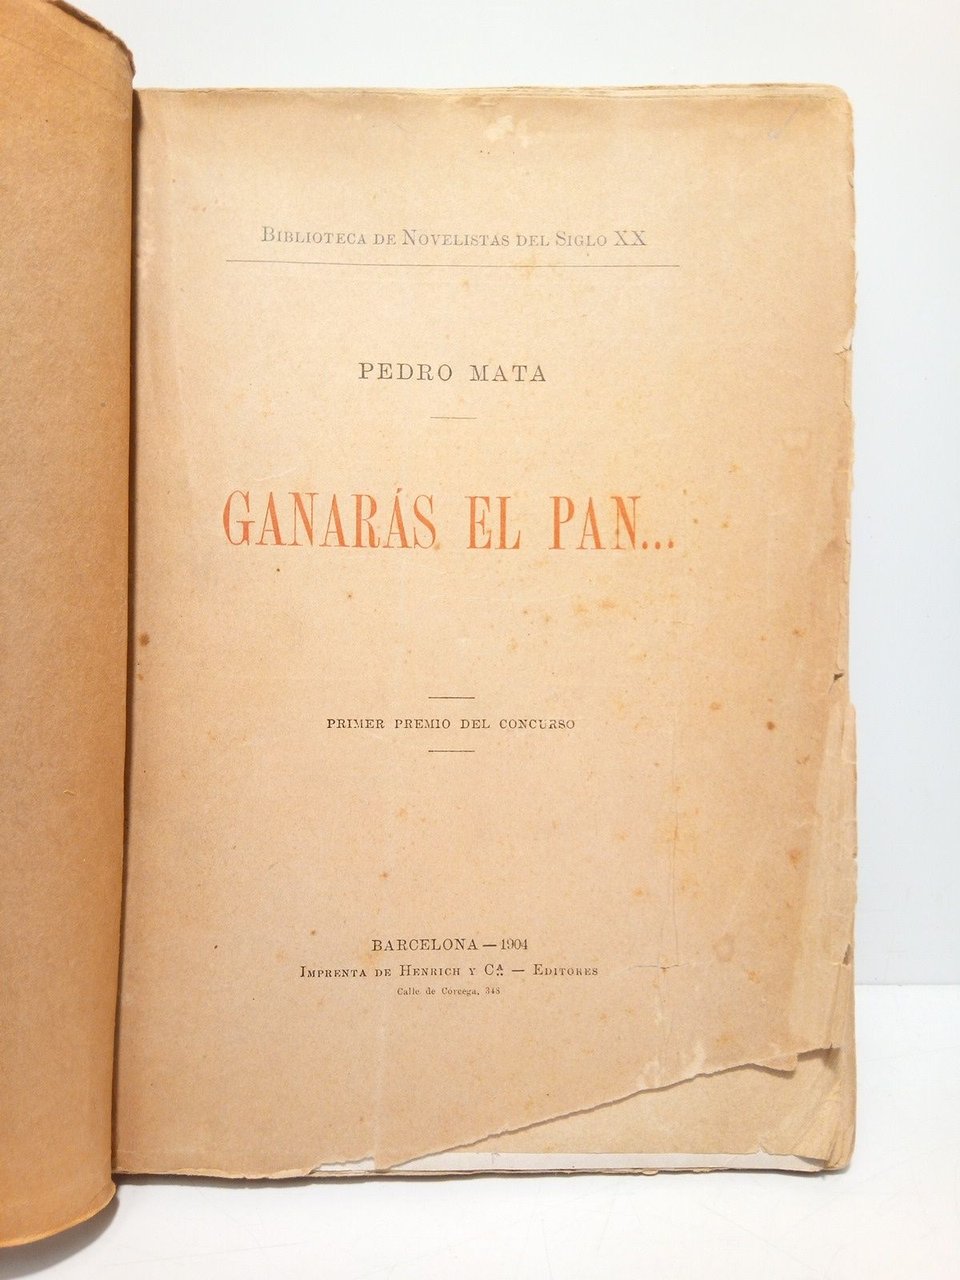 Biblioteca de Novelistas del Siglo XX
PEDRO MATA
GANARÁS EL PAN...
PRIMER PREMIO DEL CONCURSO
BARCELONA — 1904
Imprenta de Henrich y Cª. — Editores
Calle de Corcega, 348